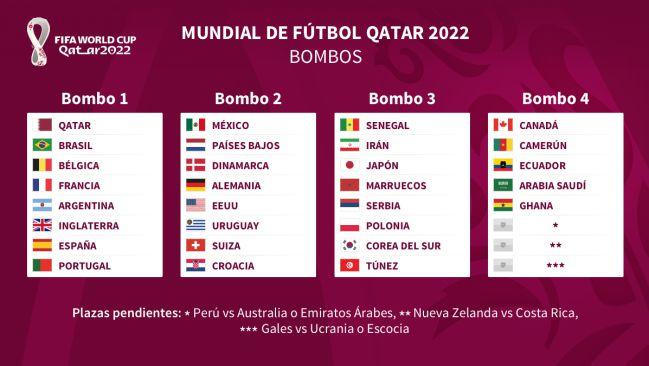 FIFA WORLD CUP
Qatar2022
MUNDIAL DE FÚTBOL QATAR 2022
BOMBOS
Bombo 1
QATAR
BRASIL
BÉLGICA
FRANCIA
ARGENTINA
INGLATERRA
ESPAÑA
PORTUGAL
Bombo 2
MÉXICO
PAÍSES BAJOS
DINAMARCA
ALEMANIA
EEUU
URUGUAY
SUIZA
CROACIA
Bombo 3
SENEGAL
IRÁN
JAPÓN
MARRUECOS
SERBIA
POLONIA
COREA DEL SUR
TÚNEZ
Bombo 4
CANADÁ
CAMERÚN
ECUADOR
ARABIA SAUDÍ
GHANA
*
**
***
Plazas pendientes: * Perú vs Australia o Emiratos Árabes, ** Nueva Zelanda vs Costa Rica,
*** Gales vs Ucrania o Escocia